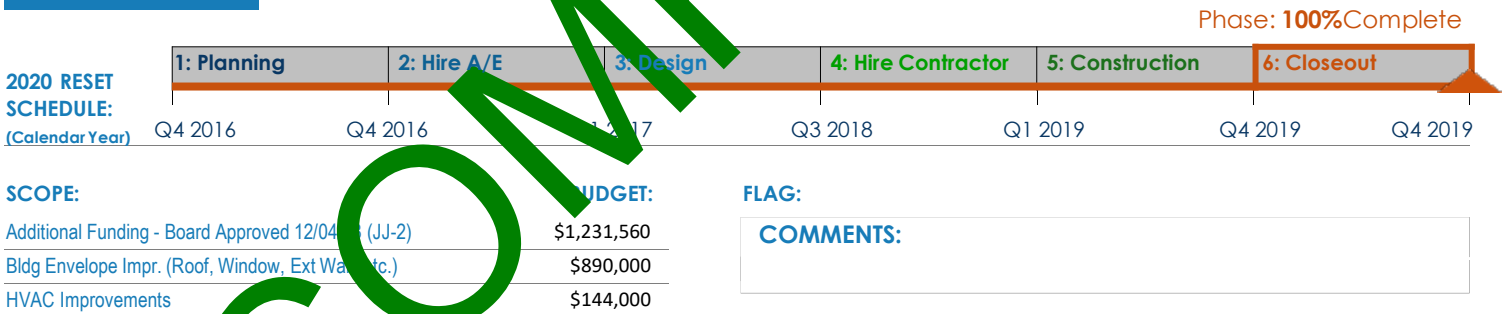 Phase: 100%Complete
1: Planning 2: Hire A/E 3: Design 4: Hire Contractor 5: Construction 6: Closeout
2020 RESET
SCHEDULE:
(Calendar Year)
Q4 2016 Q4 2016 Q3 2018 Q1 2019 Q4 2019 Q4 2019
SCOPE: FLAG:
Additional Funding - Board Approved (JJ-2) $1,231,560
COMMENTS:
Bldg Envelope Impr. (Roof, Window, Ext $890,000
HVAC Improvements $144,000